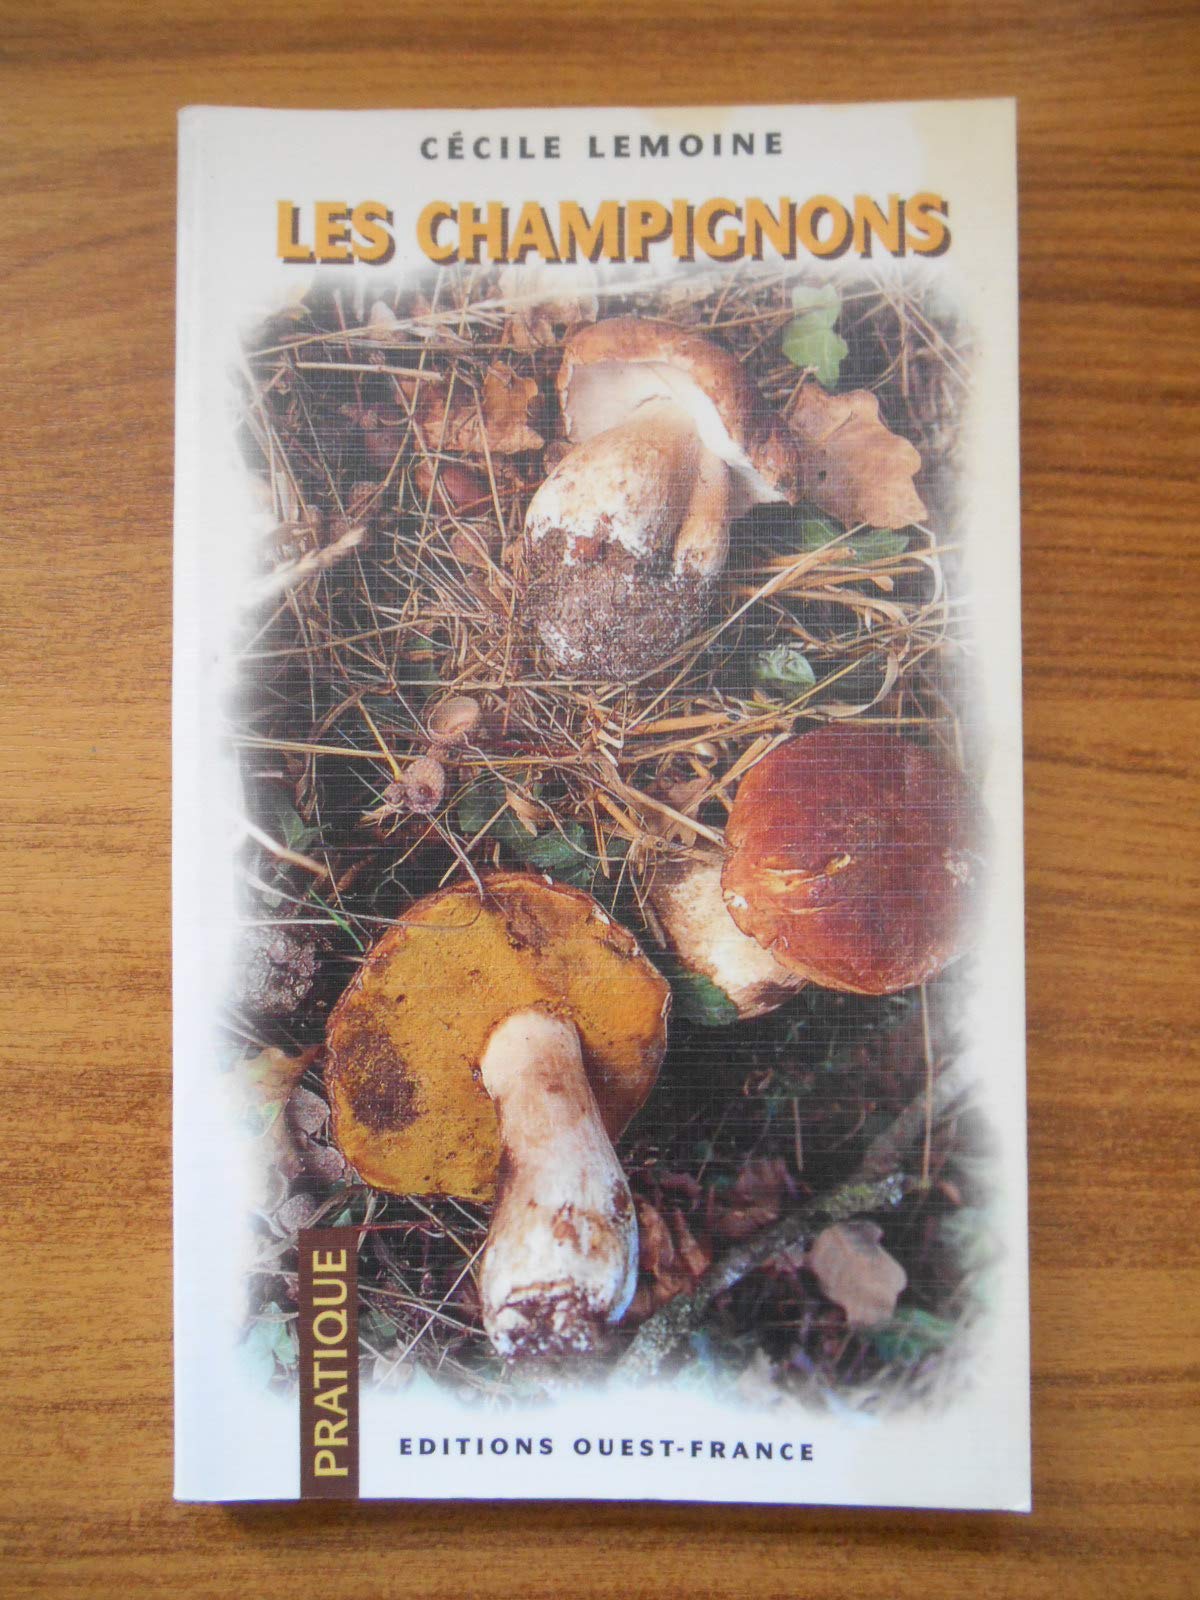 CÉCILE LEMOINE
LES CHAMPIGNONS
PRATIQUE
EDITIONS OUEST-FRANCE